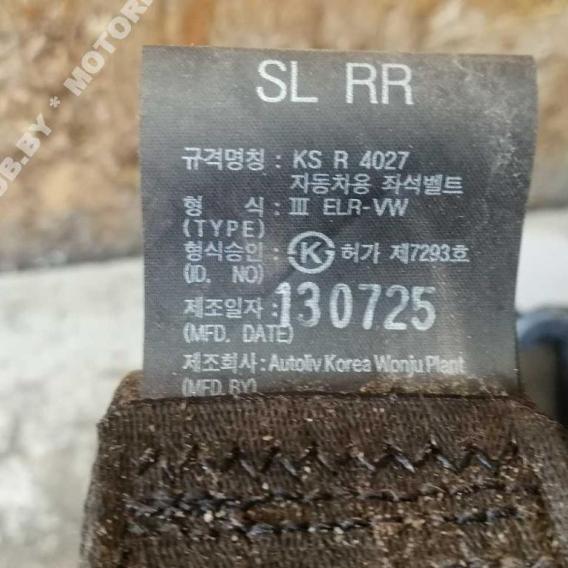 SL RR
규격명칭 : KS R 4027
자동차용 좌석벨트
형 식 : III ELR-VW
(TYPE)
형식승인 : K 허가 제7293호
(ID. NO)
제조일자 : 130725
(MFD. DATE)
제조회사 : Autoliv Korea Wonju Plant
(MFD. BY)
.BY * MOTOR